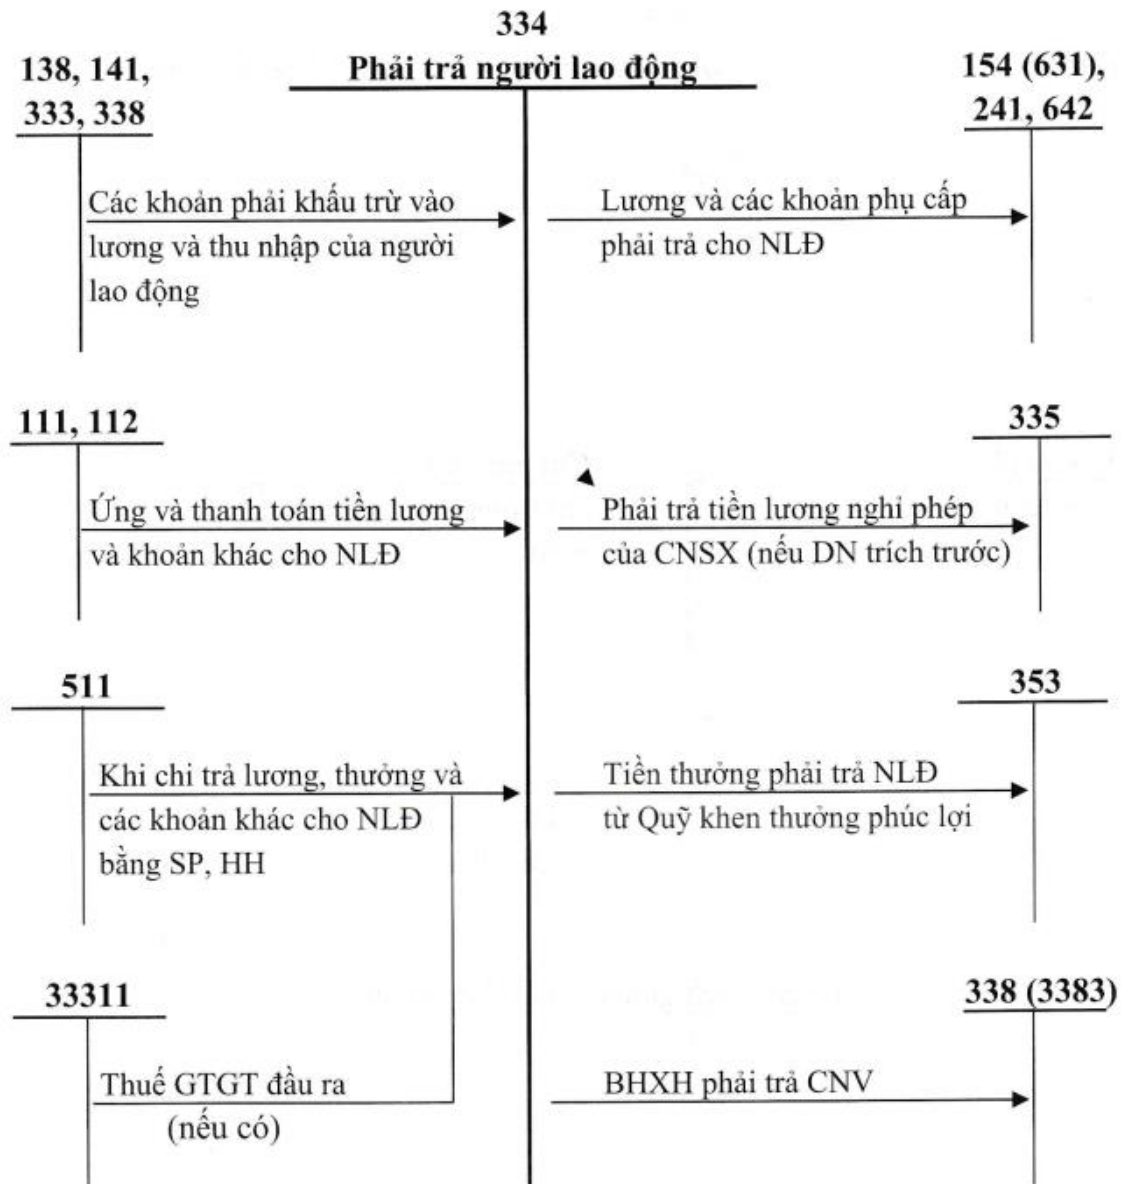 334
Phải trả người lao động
138, 141,
333, 338
154 (631),
241, 642
Các khoản phải khấu trừ vào
lương và thu nhập của người
lao động
Lương và các khoản phụ cấp
phải trả cho NLĐ
111, 112
335
Ứng và thanh toán tiền lương
và khoản khác cho NLĐ
Phải trả tiền lương nghỉ phép
của CNSX (nếu DN trích trước)
511
353
Khi chi trả lương, thưởng và
các khoản khác cho NLĐ
bằng SP, HH
Tiền thưởng phải trả NLĐ
từ Quỹ khen thưởng phúc lợi
33311
338 (3383)
Thuế GTGT đầu ra
(nếu có)
BHXH phải trả CNV